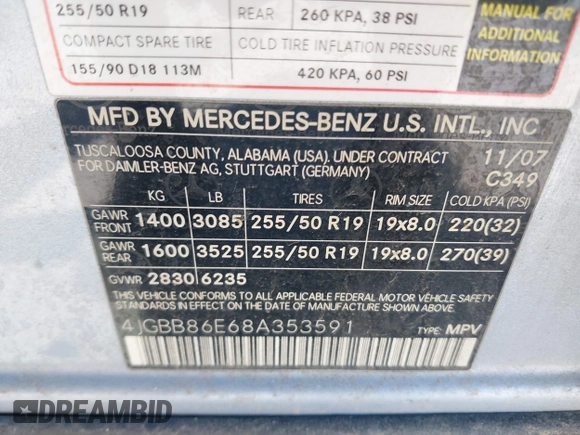 255/50 R19 REAR 260 KPA, 38 PSI
COMPACT SPARE TIRE COLD TIRE INFLATION PRESSURE
155/90 D18 113M 420 KPA, 60 PSI
MANUAL FOR
ADDITIONAL
INFORMATION
MFD BY MERCEDES-BENZ U.S. INTL., INC
TUSCALOOSA COUNTY, ALABAMA (USA). UNDER CONTRACT 11/07
FOR DAIMLER-BENZ AG, STUTTGART (GERMANY) C349
KG LB TIRES RIM SIZE COLD KPA (PSI)
GAWR FRONT 1400 3085 255/50 R19 19x8.0 220(32)
GAWR REAR 1600 3525 255/50 R19 19x8.0 270(39)
GVWR 2830 6235
THIS VEHICLE CONFORMS TO ALL APPLICABLE FEDERAL MOTOR VEHICLE
SAFETY STANDARDS IN EFFECT ON THE DATE OF MANUFACTURE SHOWN ABOVE.
4JGBB86E68A353591 TYPE: MPV
DREAMBID